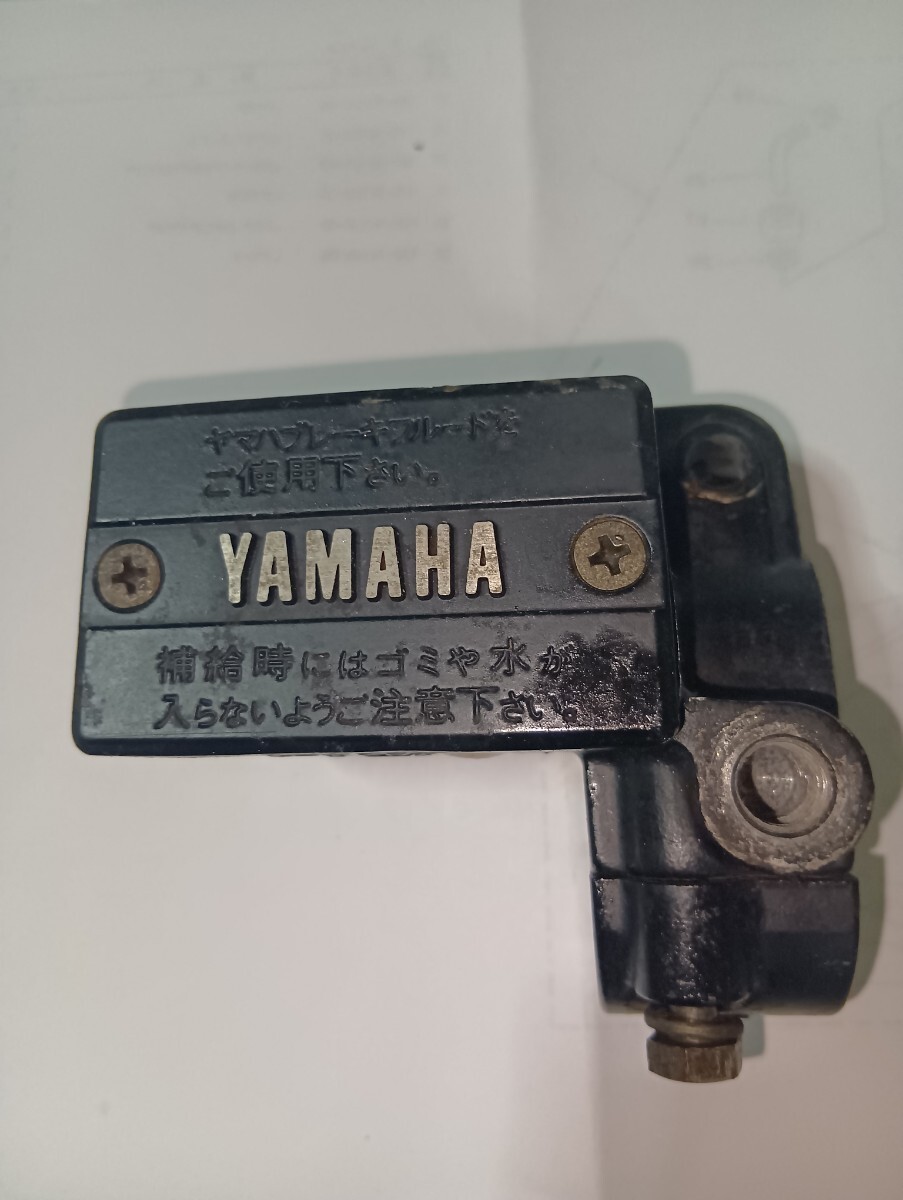 ヤマハブレーキフルードを
ご使用下さい。
YAMAHA
補給時にはゴミや水が
入らないようご注意下さい。